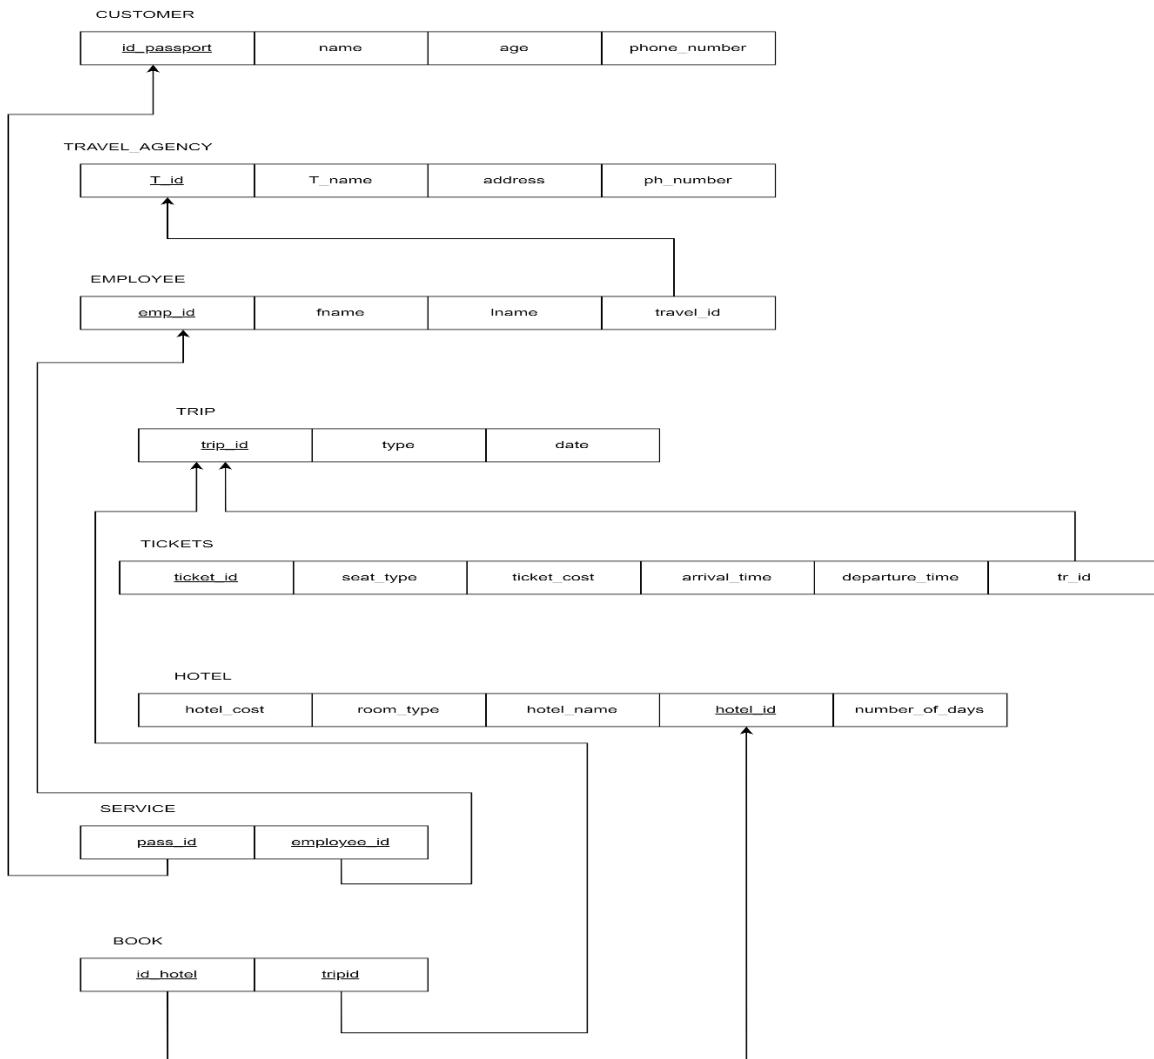 CUSTOMER
id_passport name age phone_number
TRAVEL_AGENCY
T_id T_name address ph_number
EMPLOYEE
emp_id fname lname travel_id
TRIP
trip_id type date
TICKETS
ticket_id seat_type ticket_cost arrival_time departure_time tr_id
HOTEL
hotel_cost room_type hotel_name hotel_id number_of_days
SERVICE
pass_id employee_id
BOOK
id_hotel tripid